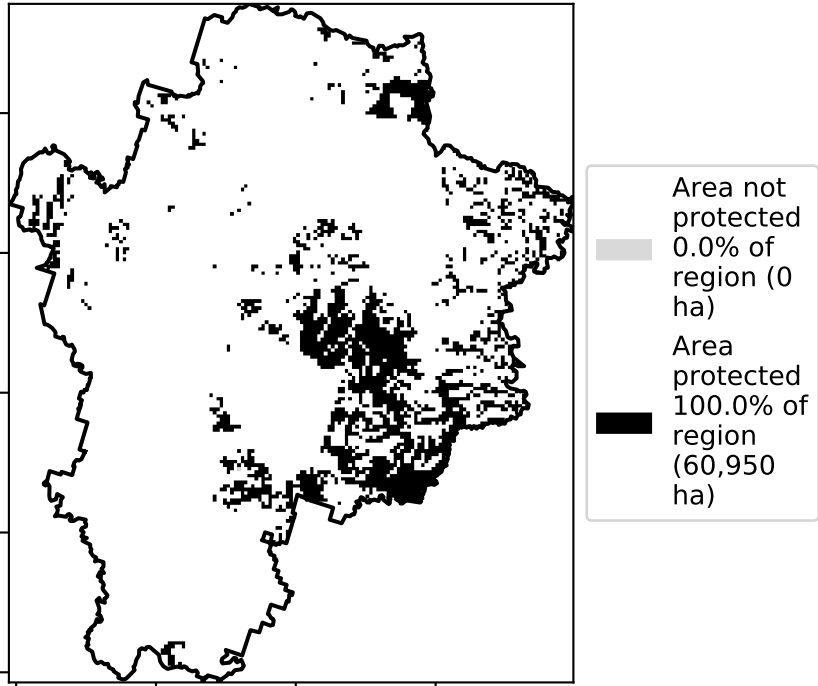 Area not
protected
0.0% of
region (0
ha)
Area
protected
100.0% of
region
(60,950
ha)